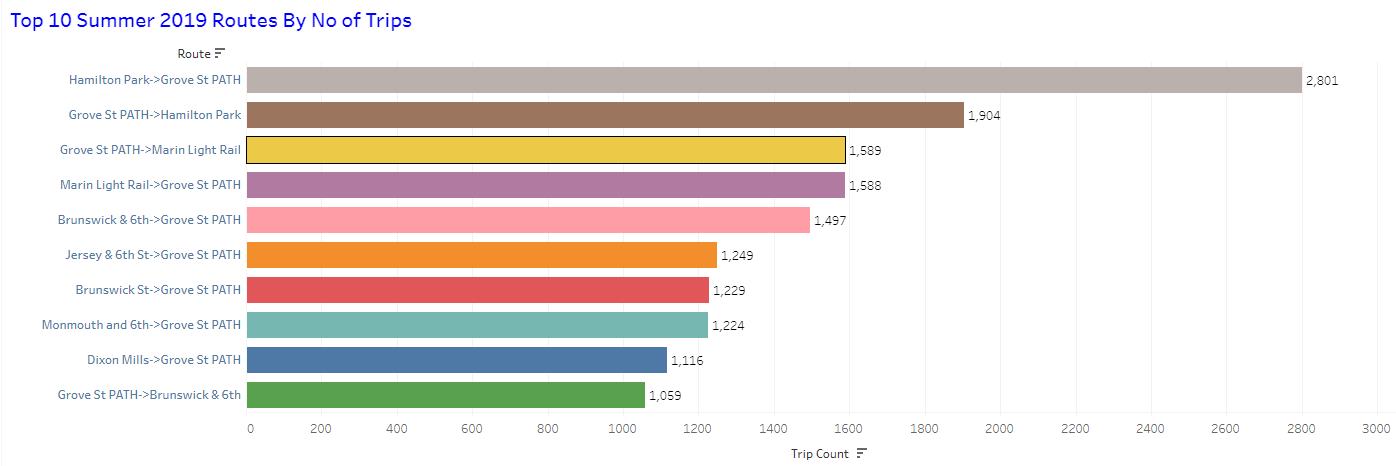 Top 10 Summer 2019 Routes By No of Trips
Route
Hamilton Park->Grove St PATH 2,801
Grove St PATH->Hamilton Park 1,904
Grove St PATH->Marin Light Rail 1,589
Marin Light Rail->Grove St PATH 1,588
Brunswick & 6th->Grove St PATH 1,497
Jersey & 6th St->Grove St PATH 1,249
Brunswick St->Grove St PATH 1,229
Monmouth and 6th->Grove St PATH 1,224
Dixon Mills->Grove St PATH 1,116
Grove St PATH->Brunswick & 6th 1,059
0 200 400 600 800 1000 1200 1400 1600 1800 2000 2200 2400 2600 2800 3000
Trip Count